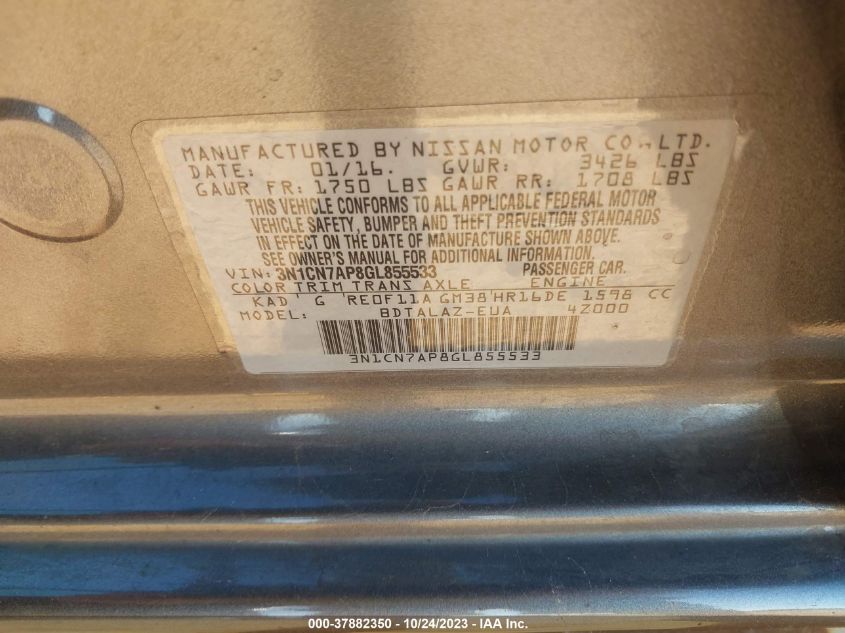 MANUFACTURED BY NISSAN MOTOR CO., LTD.
DATE: 01/16. GVWR: 3426 LBS
GAWR FR: 1750 LBS GAWR RR: 1708 LBS
THIS VEHICLE CONFORMS TO ALL APPLICABLE FEDERAL MOTOR
VEHICLE SAFETY, BUMPER AND THEFT PREVENTION STANDARDS
IN EFFECT ON THE DATE OF MANUFACTURE SHOWN ABOVE.
SEE OWNER'S MANUAL FOR ADDITIONAL INFORMATION
VIN: 3N1CN7AP8GL855533 PASSENGER CAR.
COLOR TRIM TRANS AXLE ENGINE
KAD G RE0F11A GM38 HR16DE 1598 CC
MODEL: BDTALAZ-EUA 4Z000
3N1CN7AP8GL855533
000-37882350 | 10/24/2023 | IAA, Inc.